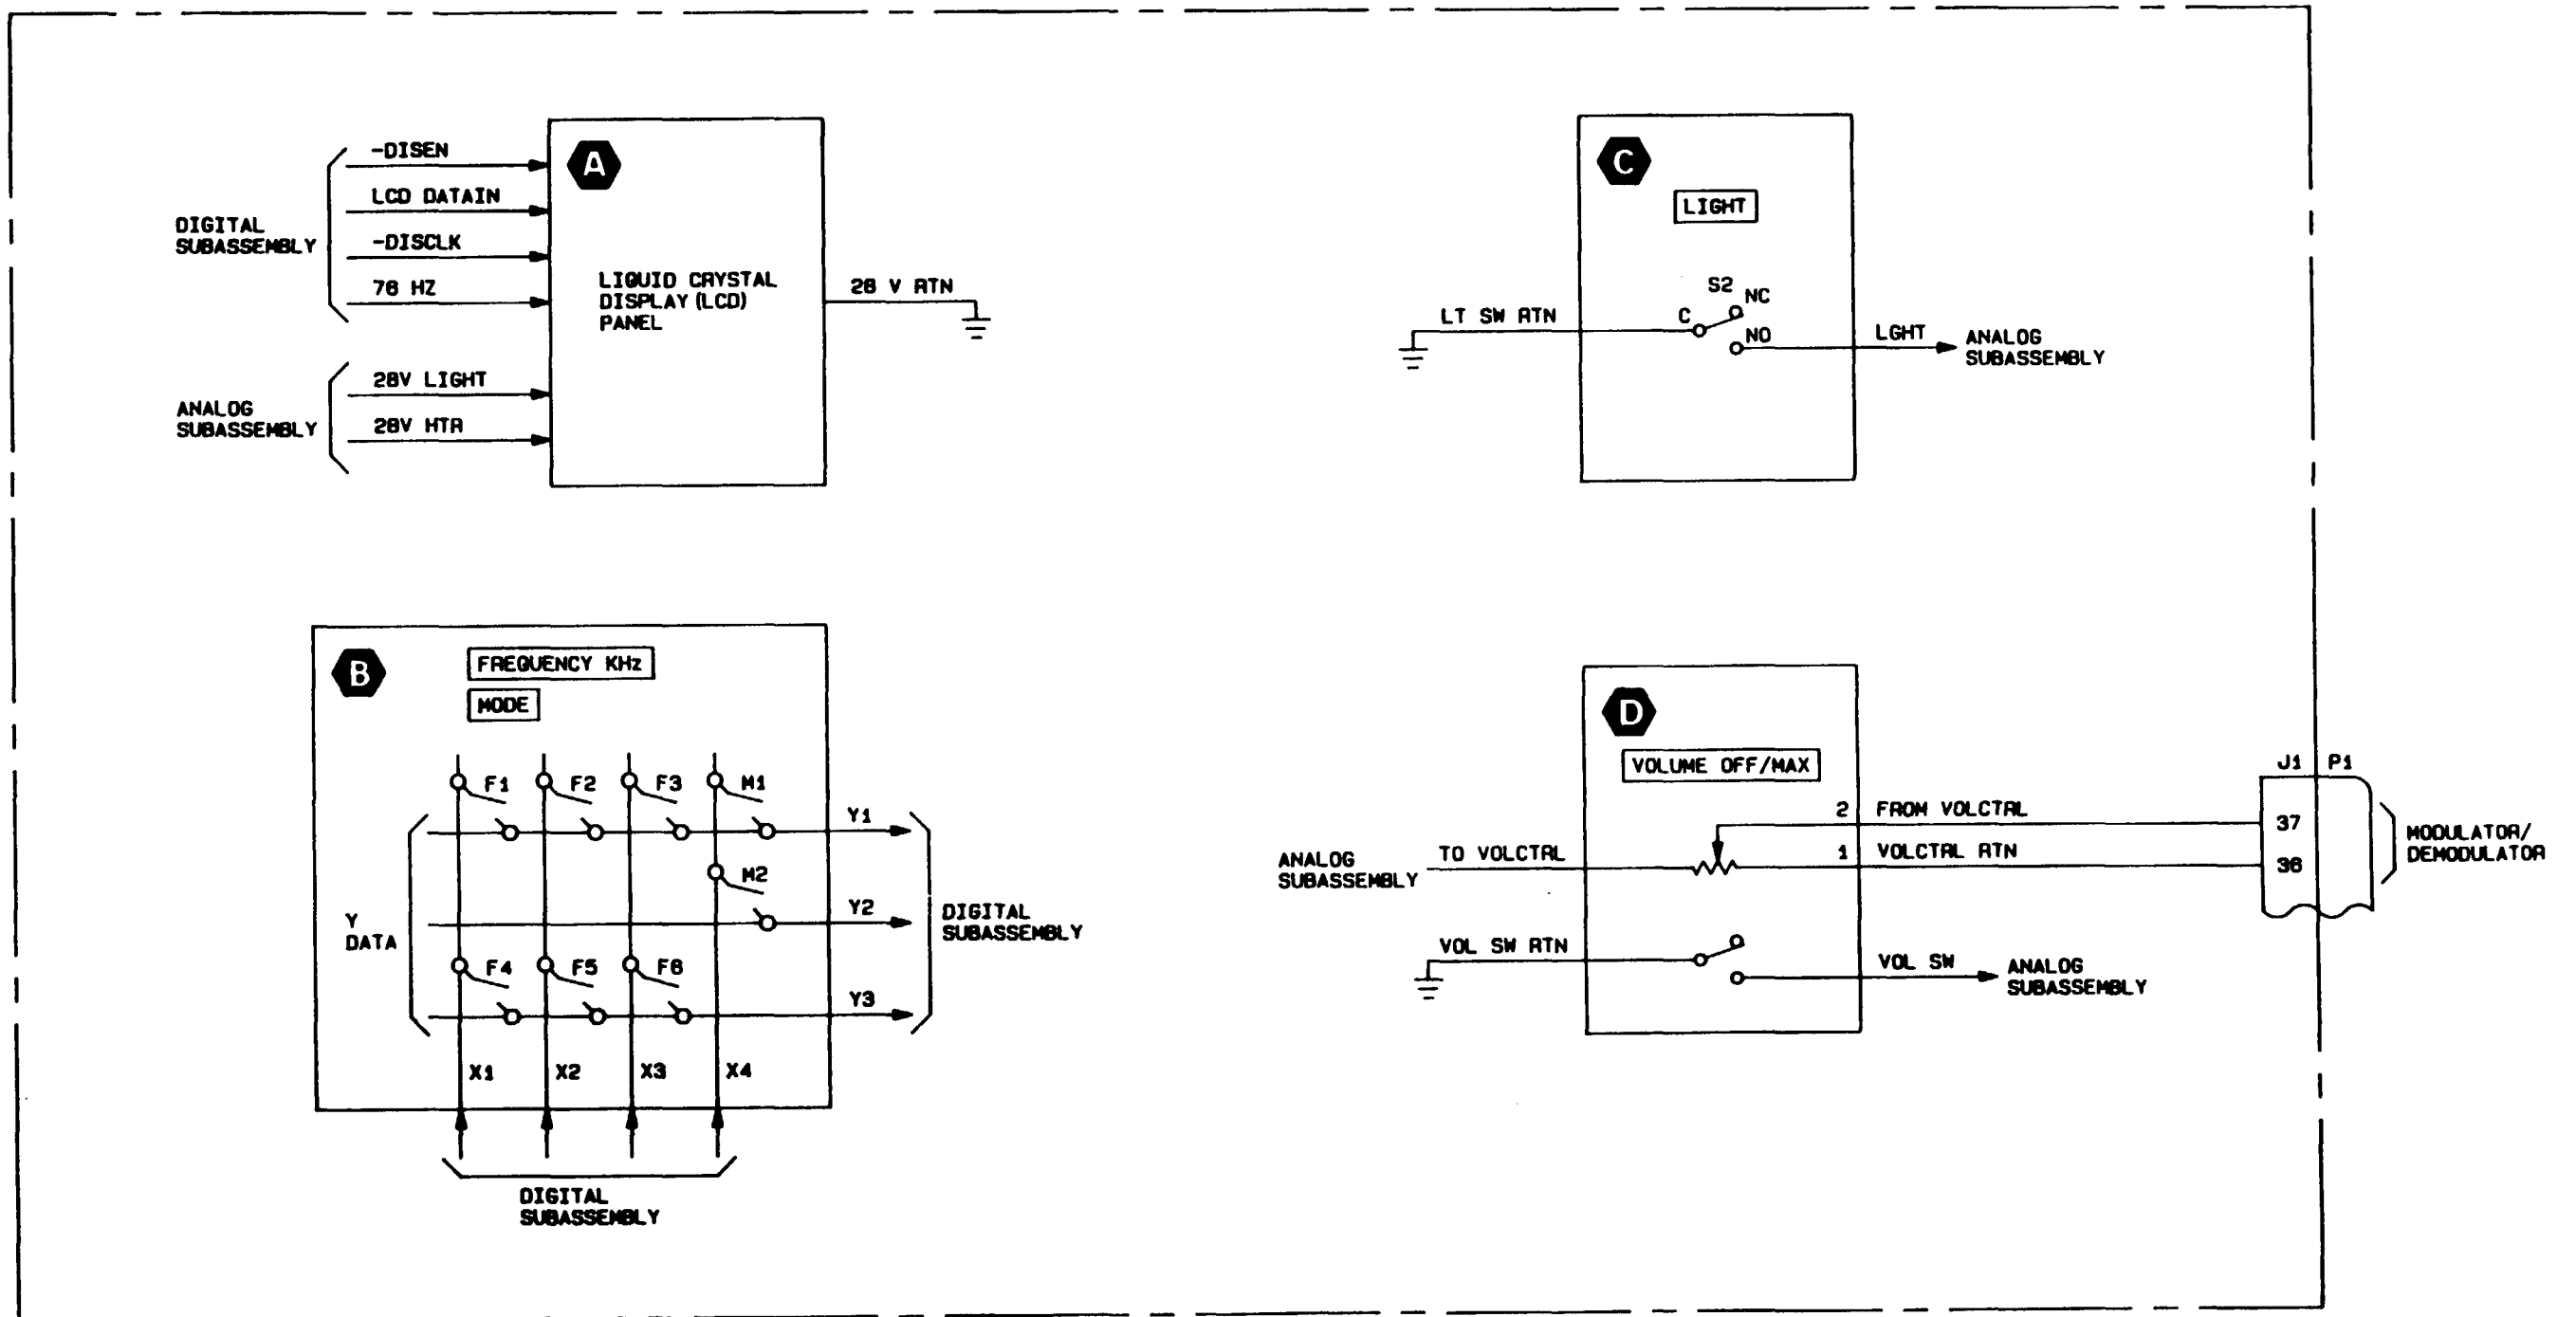 A
-DISEN
LCD DATAIN
-DISCLK
76 HZ
DIGITAL
SUBASSEMBLY
28V LIGHT
28V HTR
ANALOG
SUBASSEMBLY
LIQUID CRYSTAL
DISPLAY (LCD)
PANEL
28 V RTN
C
LIGHT
LT SW RTN
S2
C
NC
NO
LGHT
ANALOG
SUBASSEMBLY
B
FREQUENCY KHz
MODE
F1 F2 F3 M1
Y1
M2
Y
DATA
Y2
DIGITAL
SUBASSEMBLY
F4 F5 F6
Y3
X1 X2 X3 X4
DIGITAL
SUBASSEMBLY
D
VOLUME OFF/MAX
J1 P1
2 FROM VOLCTRL
37
ANALOG
SUBASSEMBLY
TO VOLCTRL
1 VOLCTRL RTN
36
MODULATOR/
DEMODULATOR
VOL SW RTN
VOL SW
ANALOG
SUBASSEMBLY